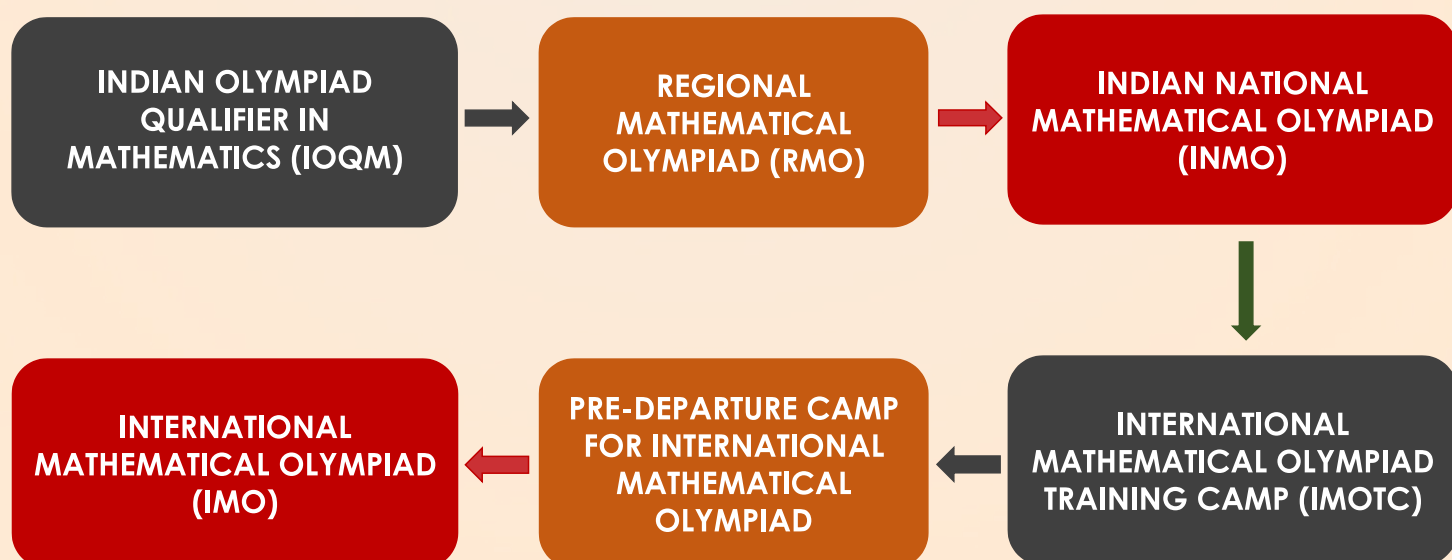 INDIAN OLYMPIAD
QUALIFIER IN
MATHEMATICS (IOQM)
REGIONAL
MATHEMATICAL
OLYMPIAD (RMO)
INDIAN NATIONAL
MATHEMATICAL OLYMPIAD
(INMO)
INTERNATIONAL
MATHEMATICAL OLYMPIAD
TRAINING CAMP (IMOTC)
PRE-DEPARTURE CAMP
FOR INTERNATIONAL
MATHEMATICAL
OLYMPIAD
INTERNATIONAL
MATHEMATICAL OLYMPIAD
(IMO)